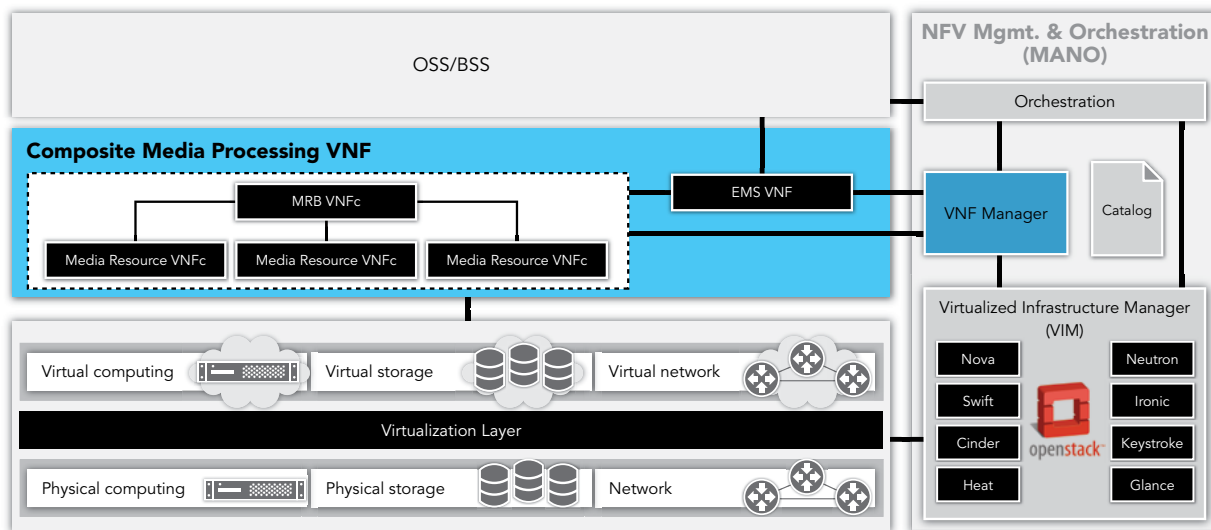 OSS/BSS
NFV Mgmt. & Orchestration
(MANO)
Orchestration
Composite Media Processing VNF
MRB VNFc
Media Resource VNFc
Media Resource VNFc
Media Resource VNFc
EMS VNF
VNF Manager
Catalog
Virtual computing
Virtual storage
Virtual network
Virtualization Layer
Physical computing
Physical storage
Network
Virtualized Infrastructure Manager
(VIM)
Nova
Neutron
Swift
Ironic
Cinder
Keystroke
Heat
Glance
openstack™